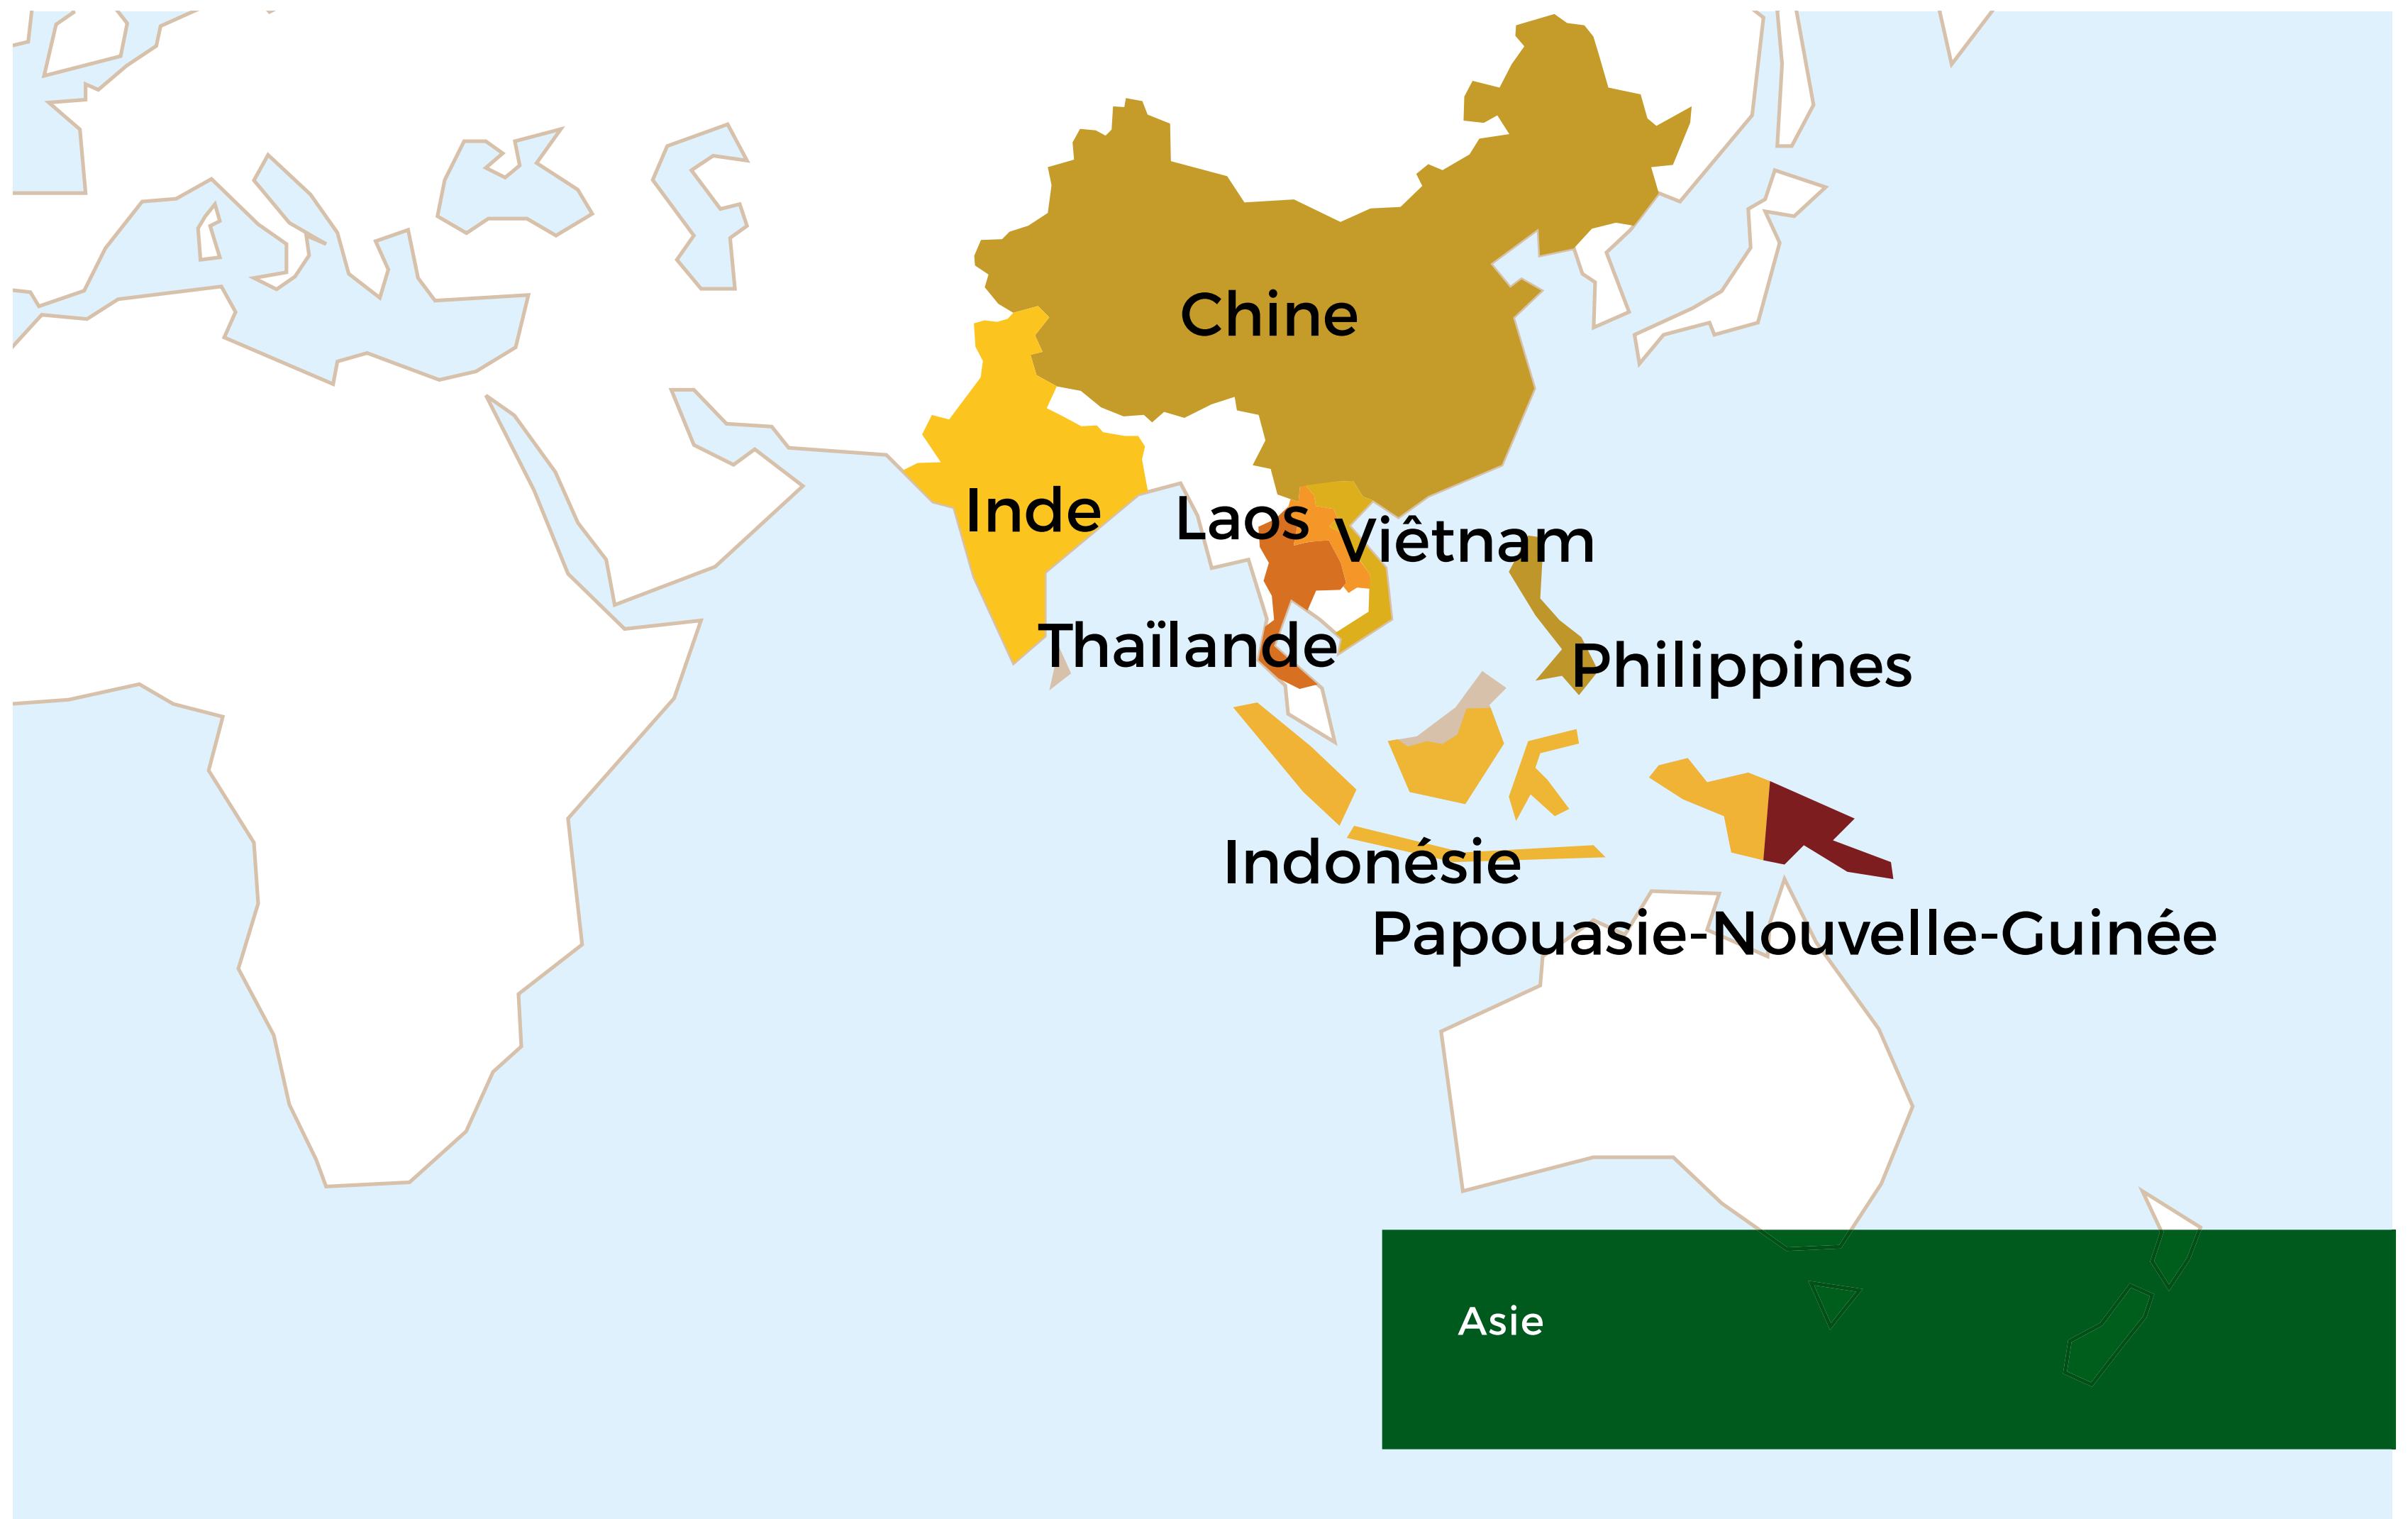 Chine
Inde
Laos
Viêtnam
Thaïlande
Philippines
Indonésie
Papouasie-Nouvelle-Guinée
Asie